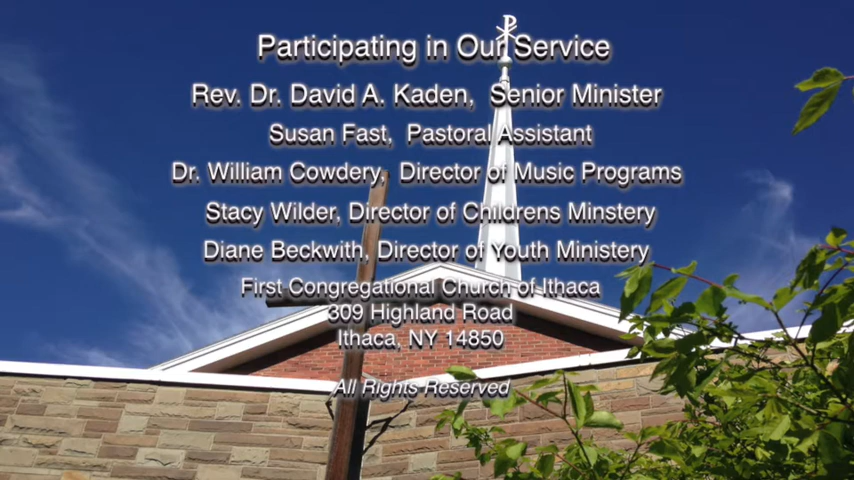 Participating in Our Service
Rev. Dr. David A. Kaden, Senior Minister
Susan Fast, Pastoral Assistant
Dr. William Cowdery, Director of Music Programs
Stacy Wilder, Director of Childrens Minstery
Diane Beckwith, Director of Youth Ministery
First Congregational Church of Ithaca
309 Highland Road
Ithaca, NY 14850
All Rights Reserved